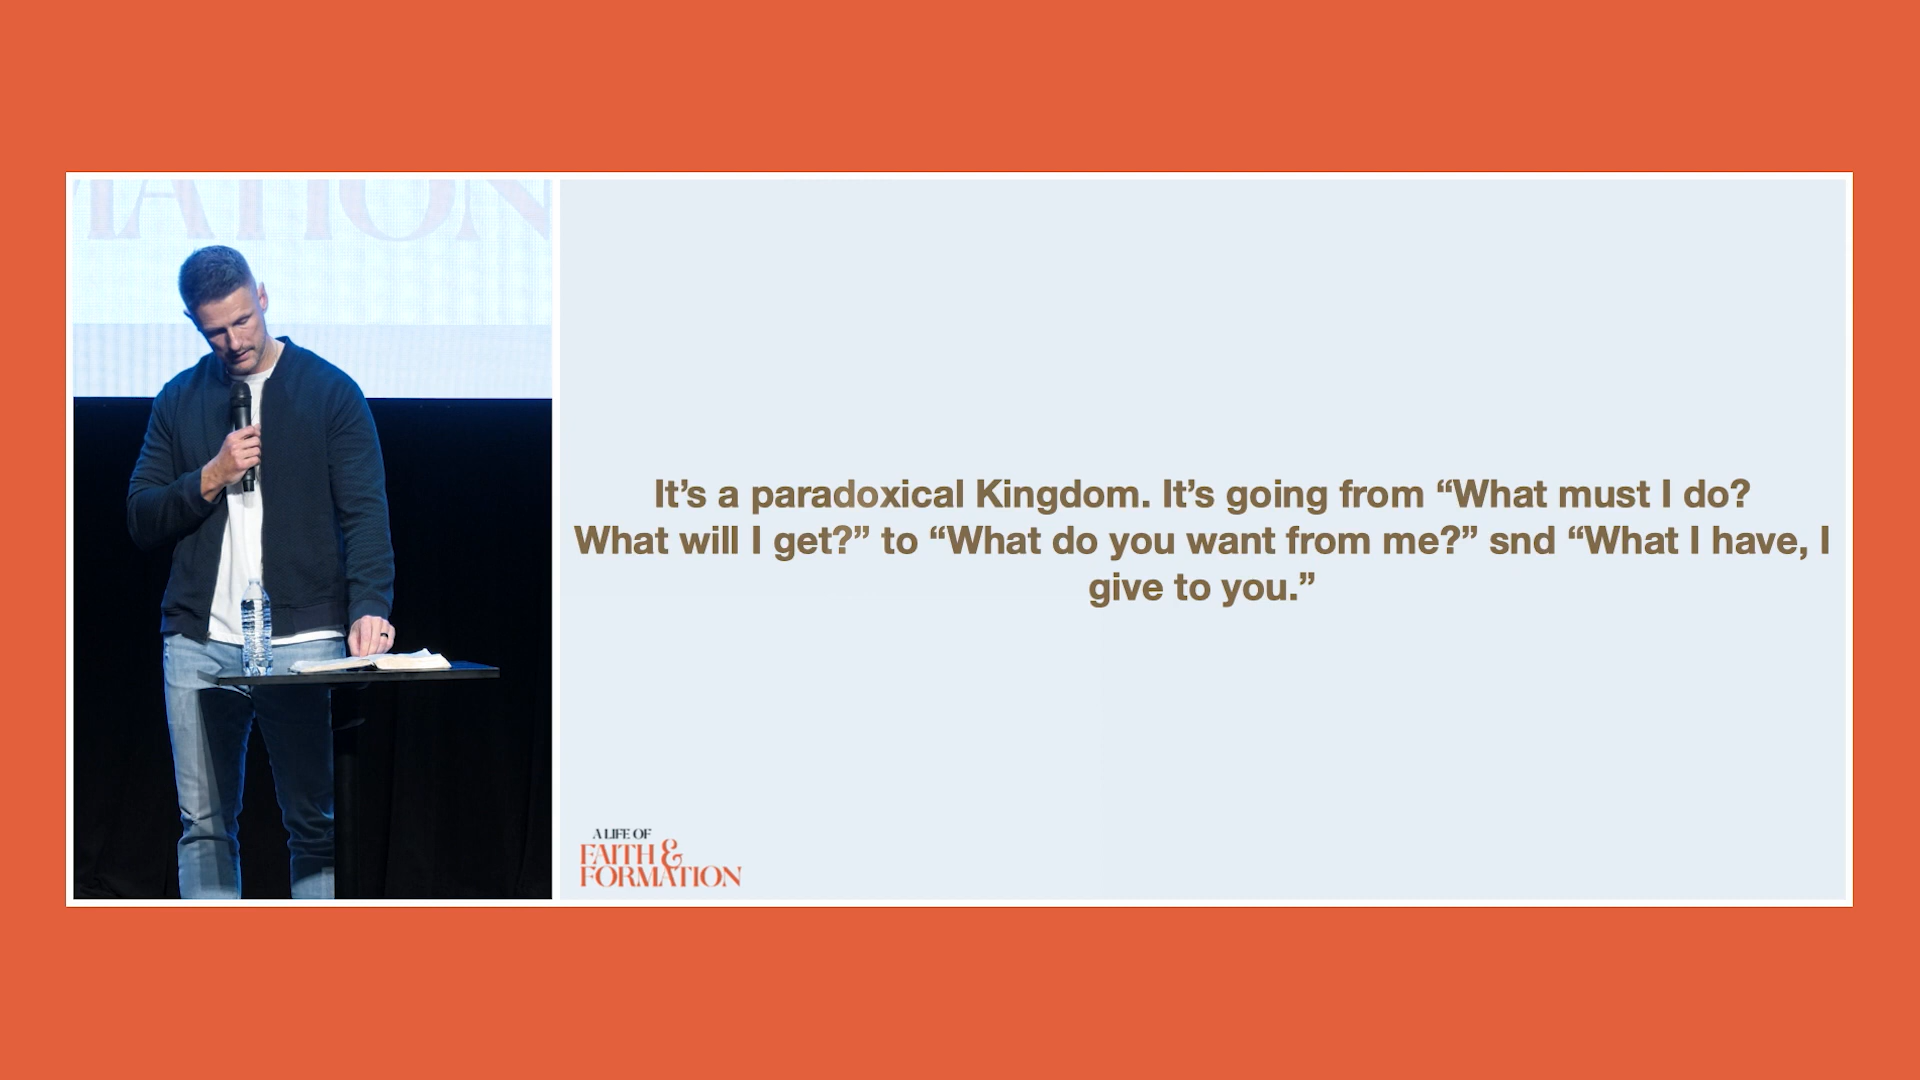 MATION
It’s a paradoxical Kingdom. It’s going from “What must I do?
What will I get?” to “What do you want from me?” snd “What I have, I
give to you.”
A LIFE OF
FAITH &
FORMATION